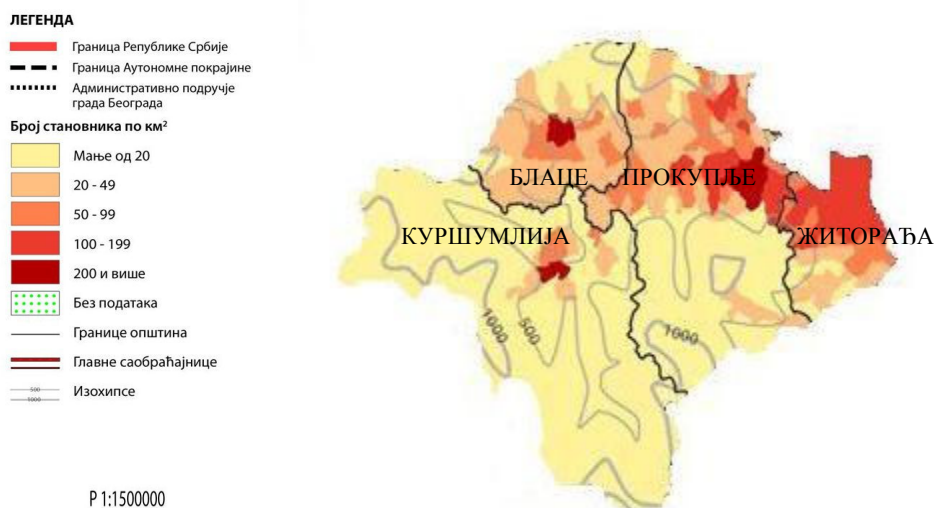 ЛЕГЕНДА
Граница Републике Србије
Граница Аутономне покрајине
Административно подручје
града Београда
Број становника по км²
Мање од 20
20 - 49
50 - 99
100 - 199
200 и више
Без података
Границе општина
Главне саобраћајнице
500
1000
Изохипсе
Р 1:1500000
БЛАЦЕ
ПРОКУПЉЕ
КУРШУМЛИЈА
ЖИТОРАЂА
1000
500
1000